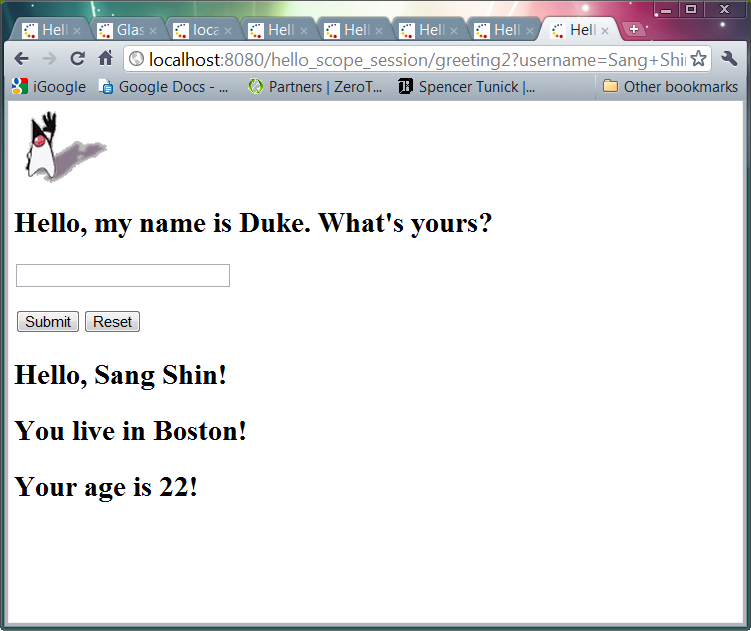 Hell Glas loca Hell Hell Hell Hell Hell
localhost:8080/hello_scope_session/greeting2?username=Sang+Shin
iGoogle Google Docs - ... Partners | ZeroT... Spencer Tunick |... Other bookmarks
Hello, my name is Duke. What's yours?
Submit Reset
Hello, Sang Shin!
You live in Boston!
Your age is 22!